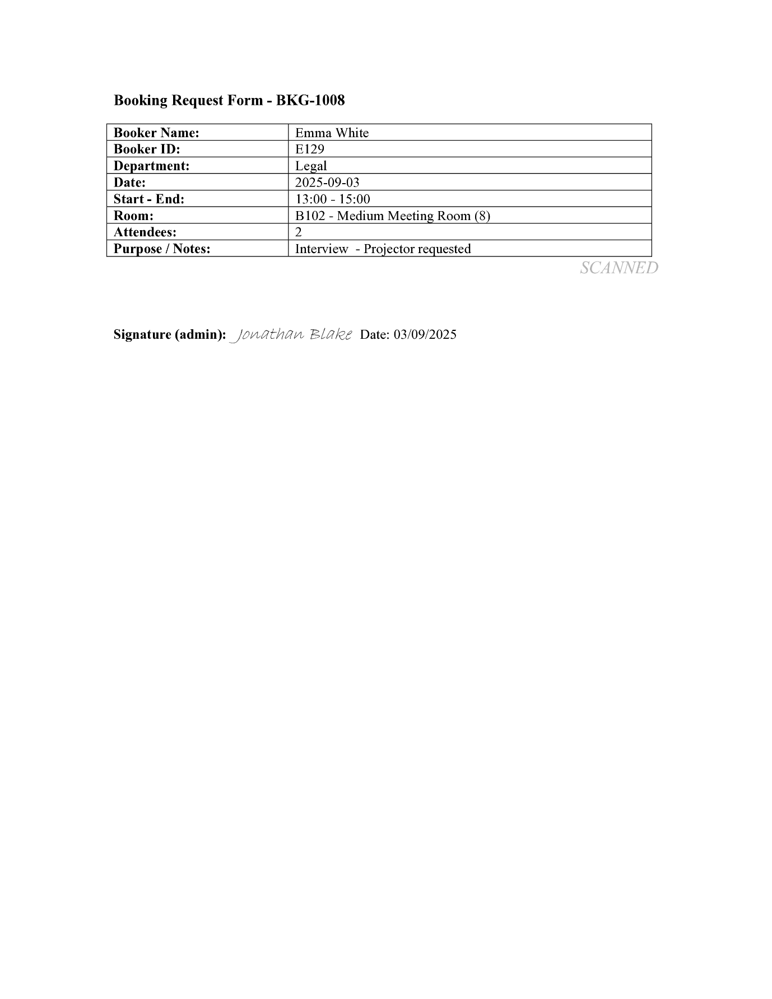 Booking Request Form - BKG-1008
Booker Name: Emma White
Booker ID: E129
Department: Legal
Date: 2025-09-03
Start - End: 13:00 - 15:00
Room: B102 - Medium Meeting Room (8)
Attendees: 2
Purpose / Notes: Interview  - Projector requested
SCANNED
Signature (admin): Jonathan Blake Date: 03/09/2025